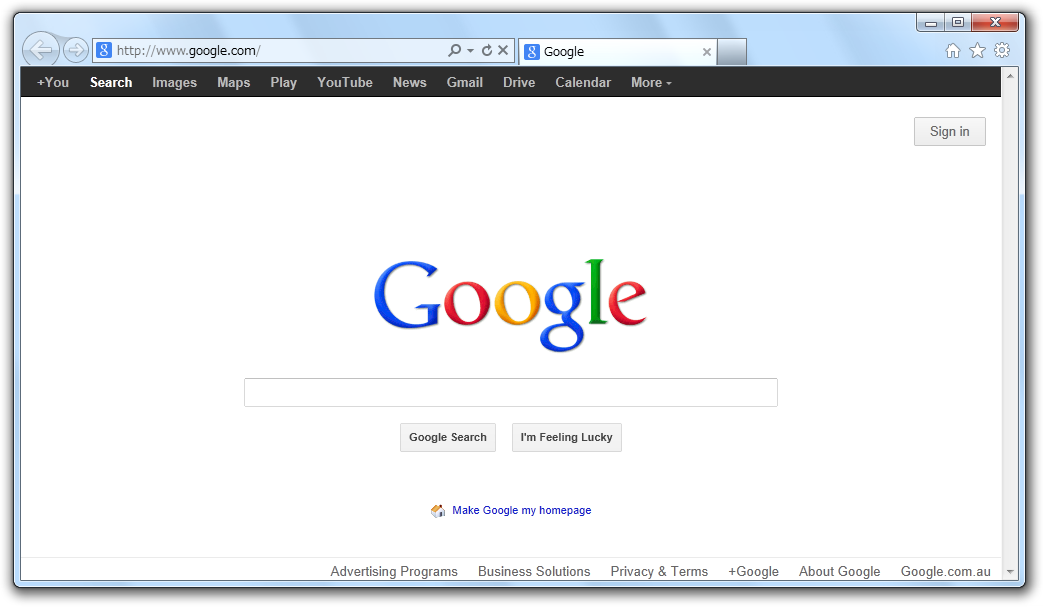 http://www.google.com/ Google
+You Search Images Maps Play YouTube News Gmail Drive Calendar More
Sign in
Google
Google Search I'm Feeling Lucky
Make Google my homepage
Advertising Programs Business Solutions Privacy & Terms +Google About Google Google.com.au